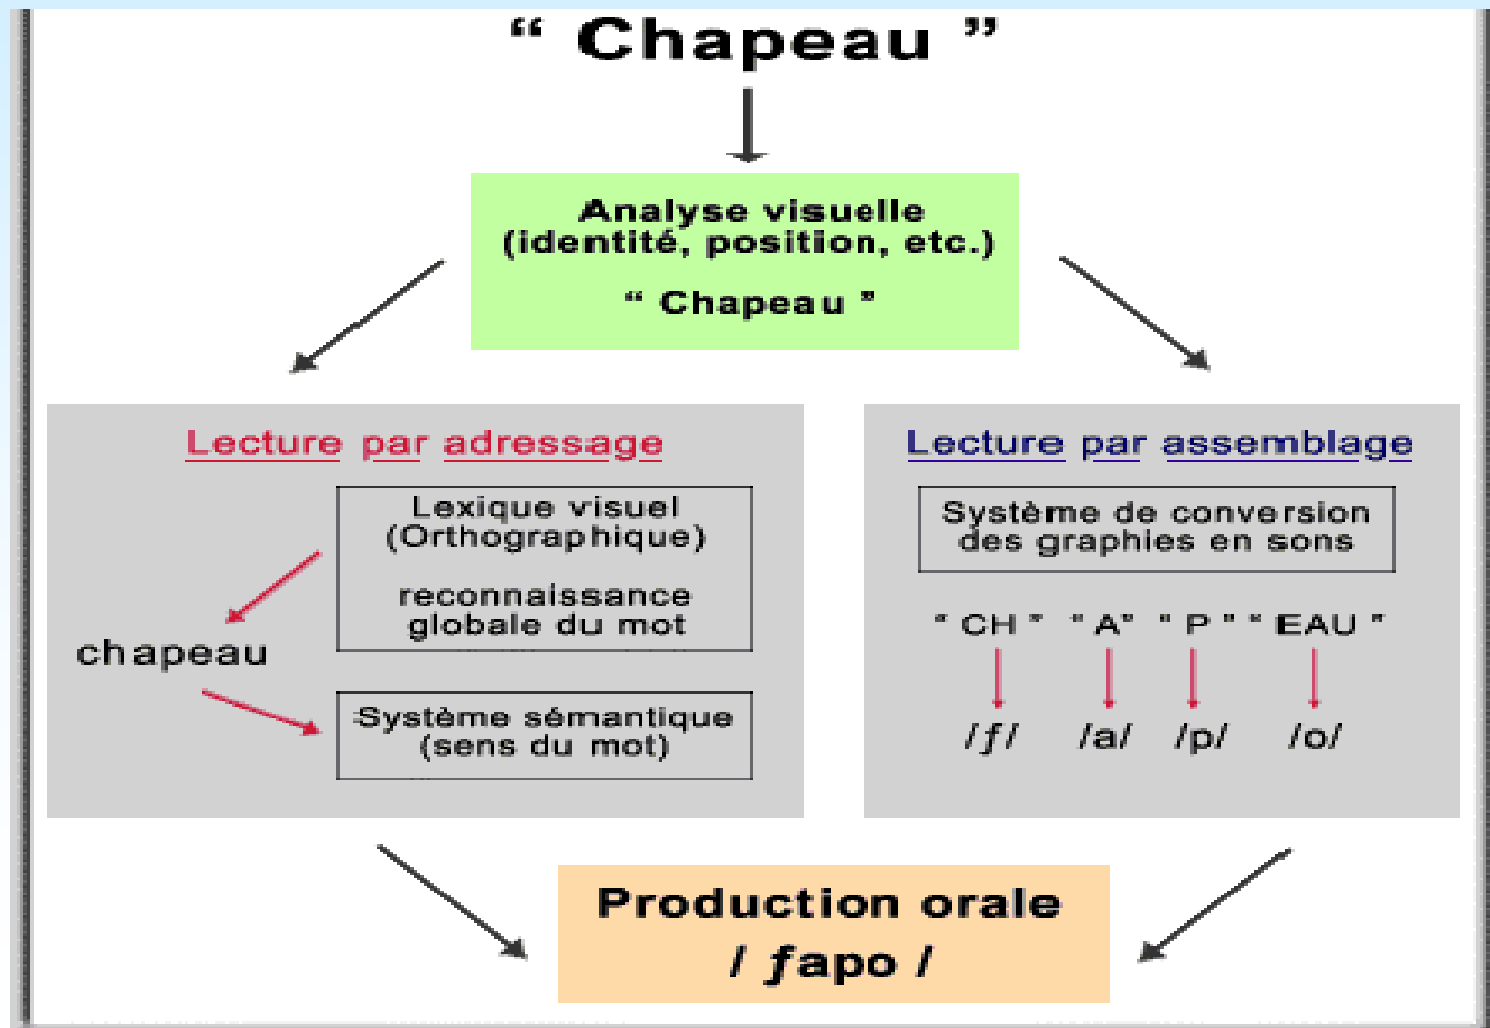 “ Chapeau ”
Analyse visuelle
(identité, position, etc.)
“ Chapeau ”
Lecture par adressage
Lexique visuel
(Orthographique)
reconnaissance
globale du mot
chapeau
Système sémantique
(sens du mot)
Lecture par assemblage
Système de conversion
des graphies en sons
“ CH ” “ A” “ P ” “ EAU ”
/ƒ/ /a/ /p/ /o/
Production orale
/ ƒapo /